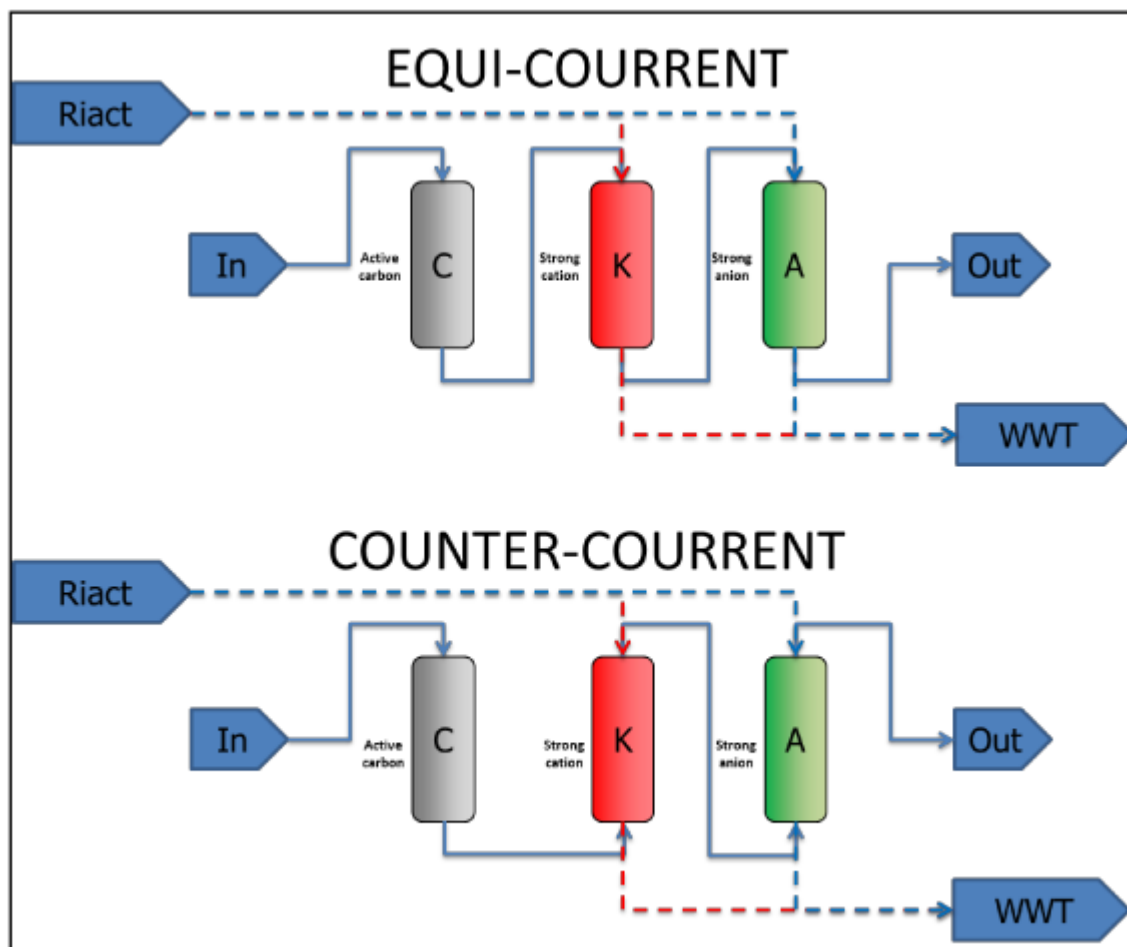 EQUI-COURRENT
Riact
In
Active
carbon
C
Strong
cation
K
Strong
anion
A
Out
WWT
COUNTER-COURRENT
Riact
In
Active
carbon
C
Strong
cation
K
Strong
anion
A
Out
WWT